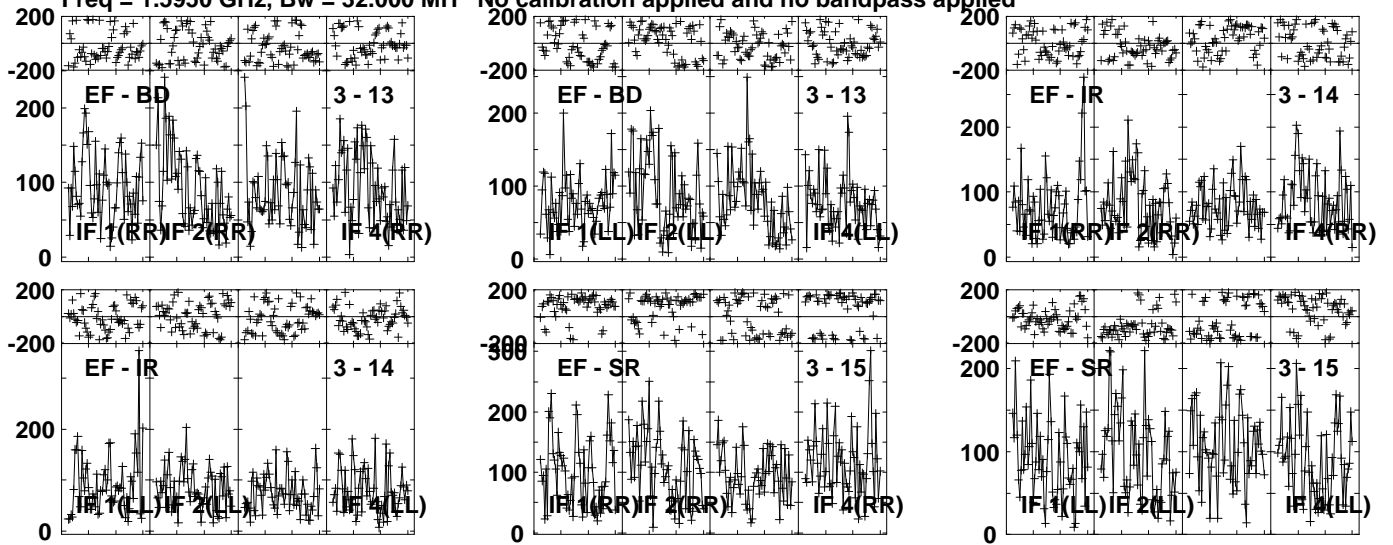 Freq = 1.5950 GHz, Bw = 32.000 MH No calibration applied and no bandpass applied
200
-200
200
100
0
EF - BD
3 - 13
IF 1(RR)
IF 2(RR)
IF 4(RR)
200
-200
200
100
0
EF - BD
3 - 13
IF 1(LL)
IF 2(LL)
IF 4(LL)
200
-200
200
100
0
EF - IR
3 - 14
IF 1(RR)
IF 2(RR)
IF 4(RR)
200
-200
200
0
EF - IR
3 - 14
IF 1(LL)
IF 2(LL)
IF 4(LL)
200
-200
300
200
100
0
EF - SR
3 - 15
IF 1(RR)
IF 2(RR)
IF 4(RR)
200
-200
200
100
0
EF - SR
3 - 15
IF 1(LL)
IF 2(LL)
IF 4(LL)